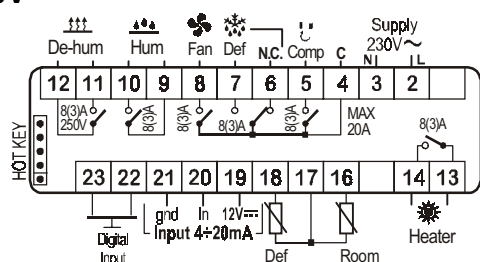 Supply
230V~
De-hum Hum Fan Def N.C. Comp C N L
12 11 10 9 8 7 6 5 4 3 2
8(3)A
250V
8(3)A
8(3)A
8(3)A
8(3)A
MAX
20A
8(3)A
HOT KEY
23 22 21 20 19 18 17 16 14 13
gnd In 12V
Input 4÷20mA
Digital
Input
Def
Room
Heater